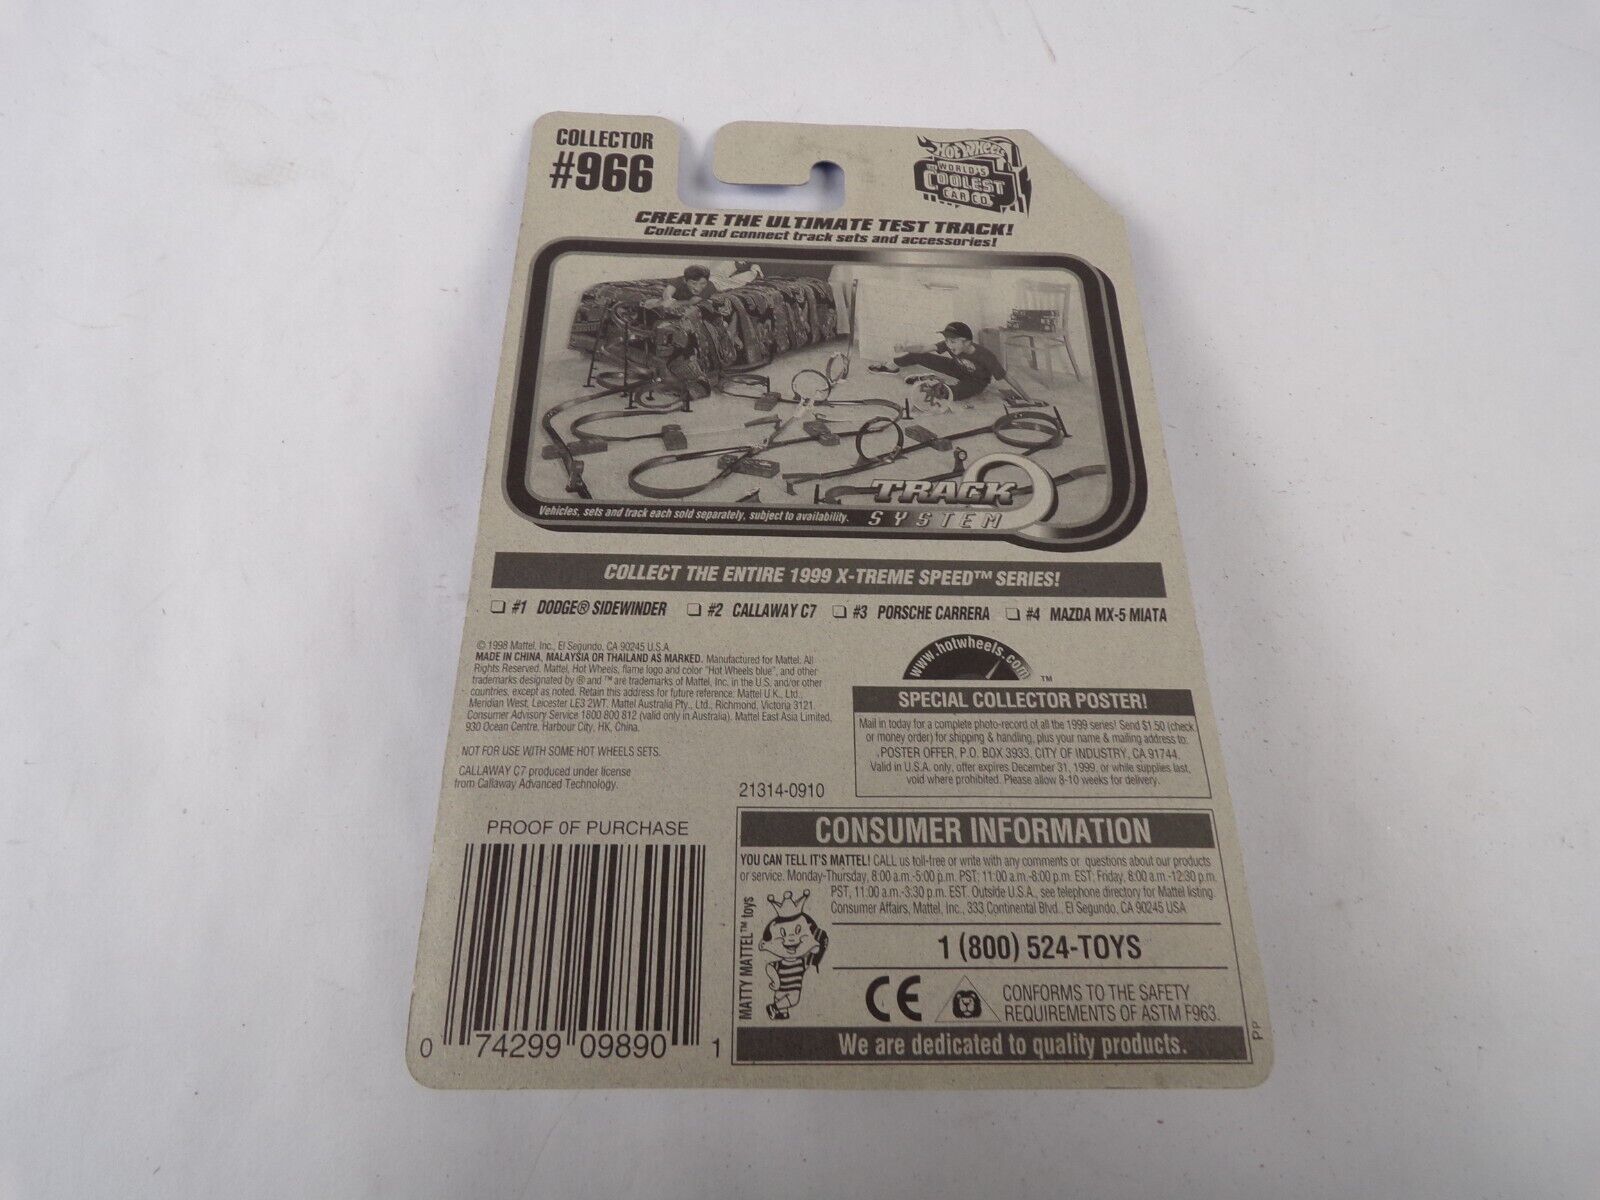 COLLECTOR
#966
HOT WHEELS
WORLD'S
COOLEST
CAR CO.
CREATE THE ULTIMATE TEST TRACK!
Collect and connect track sets and accessories!
TRACK
SYSTEM
Vehicles, sets and track each sold separately, subject to availability.
COLLECT THE ENTIRE 1999 X-TREME SPEED™ SERIES!
#1 DODGE® SIDEWINDER #2 CALLAWAY C7 #3 PORSCHE CARRERA #4 MAZDA MX-5 MIATA
© 1998 Mattel, Inc., El Segundo, CA 90245 U.S.A.
MADE IN CHINA, MALAYSIA OR THAILAND AS MARKED. Manufactured for Mattel. All
Rights Reserved. Mattel, Hot Wheels, flame logo and color "Hot Wheels blue", and other
trademarks designated by ® and ™ are trademarks of Mattel, Inc. in the U.S. and/or other
countries, except as noted. Retain this address for future reference: Mattel U.K., Ltd.,
Meridian West, Leicester LE3 2WT. Mattel Australia Pty., Ltd., Richmond, Victoria 3121.
Consumer Advisory Service 1800 800 812 (valid only in Australia). Mattel East Asia Limited,
930 Ocean Centre, Harbour City, HK, China.
NOT FOR USE WITH SOME HOT WHEELS SETS.
CALLAWAY C7 produced under license
from Callaway Advanced Technology.
21314-0910
www.hotwheels.com
™
SPECIAL COLLECTOR POSTER!
Mail in today for a complete photo-record of all the 1999 series! Send $1.50 (check
or money order) for shipping & handling, plus your name & mailing address to:
POSTER OFFER, P.O. BOX 3933, CITY OF INDUSTRY, CA 91744.
Valid in U.S.A. only, offer expires December 31, 1999, or while supplies last,
void where prohibited. Please allow 8-10 weeks for delivery.
PROOF OF PURCHASE
0 74299 09890 1
CONSUMER INFORMATION
YOU CAN TELL IT'S MATTEL! CALL us toll-free or write with any comments or questions about our products
or service. Monday-Thursday, 8:00 a.m.-5:00 p.m. PST; 11:00 a.m.-8:00 p.m. EST; Friday, 8:00 a.m.-12:30 p.m.
PST, 11:00 a.m.-3:30 p.m. EST. Outside U.S.A., see telephone directory for Mattel listing.
Consumer Affairs, Mattel, Inc., 333 Continental Blvd., El Segundo, CA 90245 USA
MATTY MATTEL™ toys
1 (800) 524-TOYS
CE
CONFORMS TO THE SAFETY
REQUIREMENTS OF ASTM F963.
We are dedicated to quality products.
PP